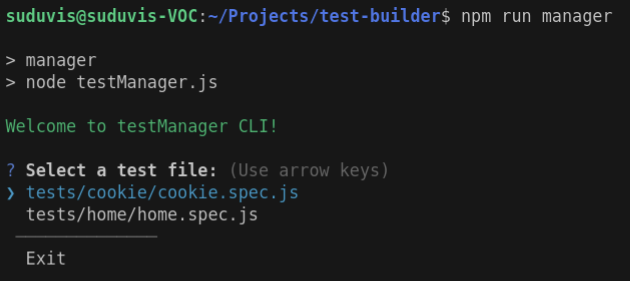 suduvis@suduvis-VOC:~/Projects/test-builder$ npm run manager
> manager
> node testManager.js
Welcome to testManager CLI!
? Select a test file: (Use arrow keys)
❯ tests/cookie/cookie.spec.js
tests/home/home.spec.js
──────────────
Exit